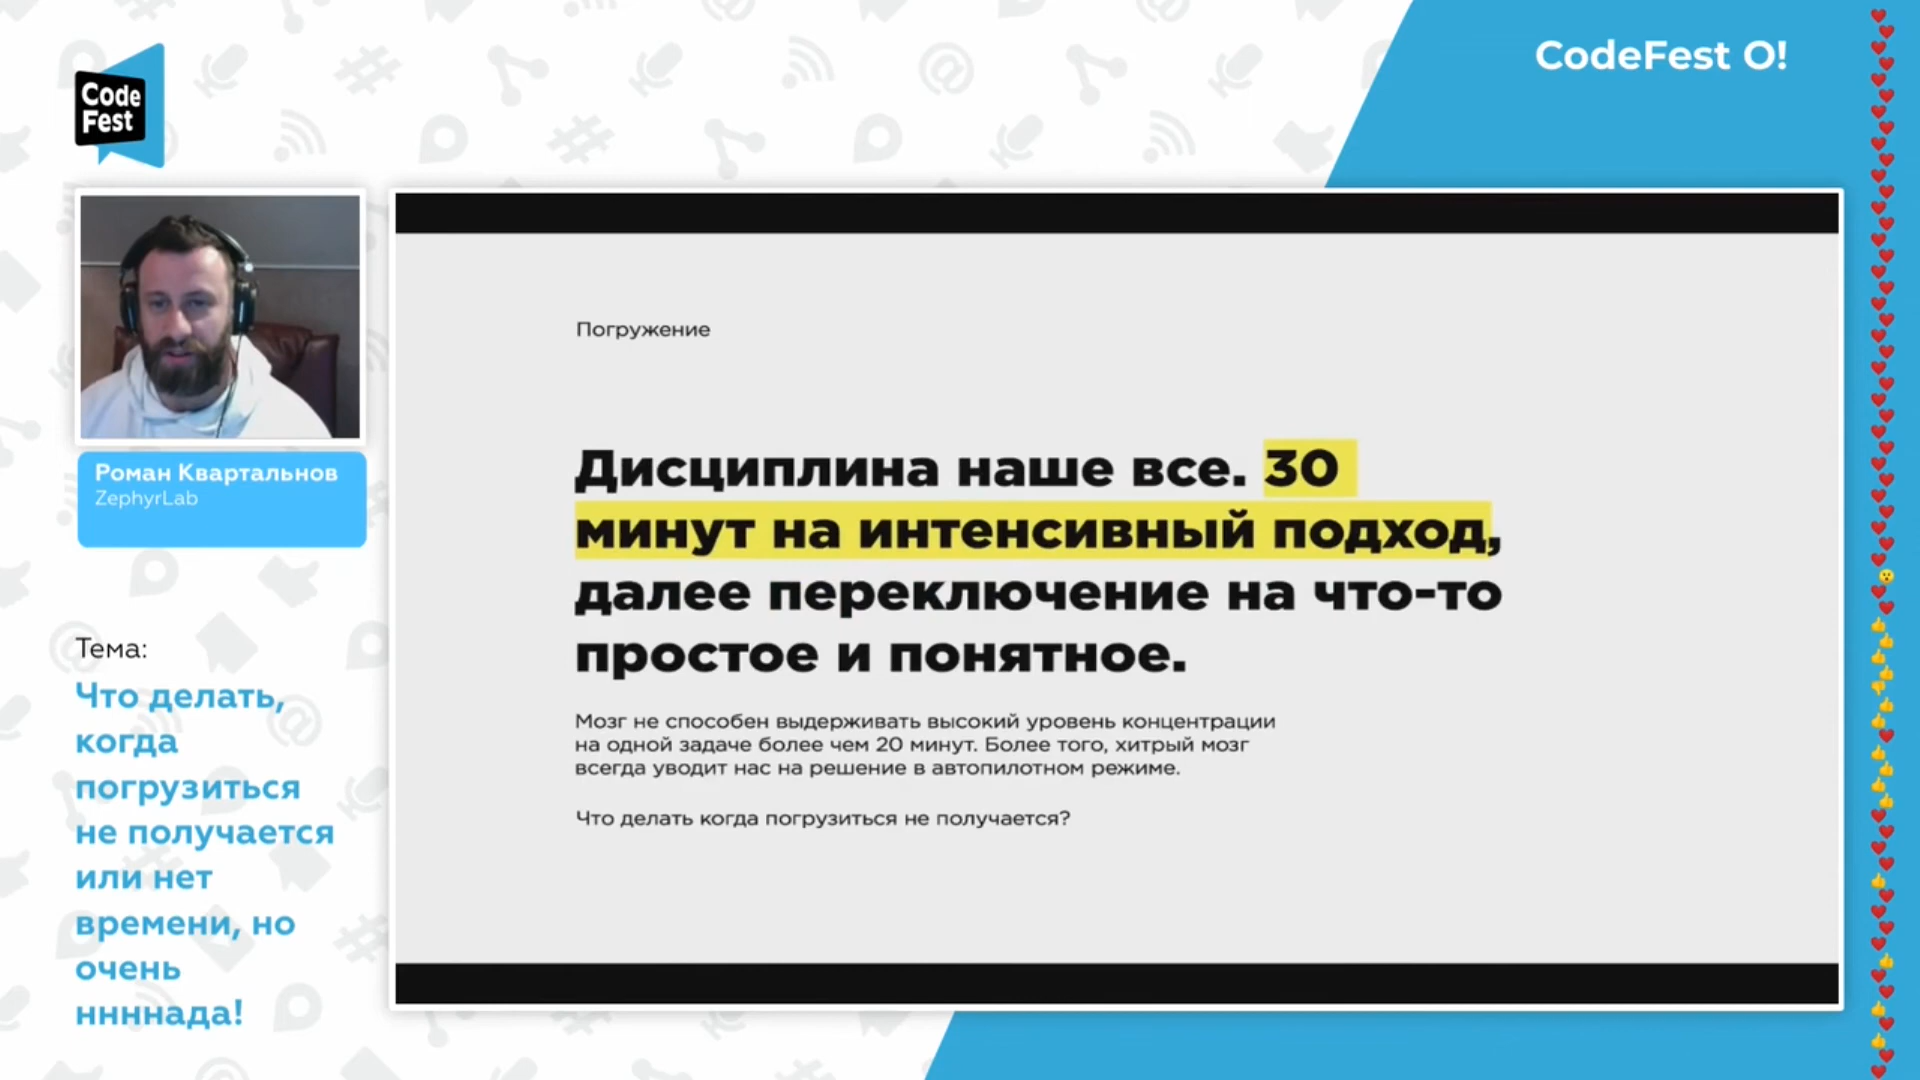 Code
Fest
CodeFest O!
Роман Квартальнов
ZephyrLab
Тема:
Что делать,
когда
погрузиться
не получается
или нет
времени, но
очень
ннннада!
Погружение
Дисциплина наше все. 30
минут на интенсивный подход,
далее переключение на что-то
простое и понятное.
Мозг не способен выдерживать высокий уровень концентрации
на одной задаче более чем 20 минут. Более того, хитрый мозг
всегда уводит нас на решение в автопилотном режиме.
Что делать когда погрузиться не получается?